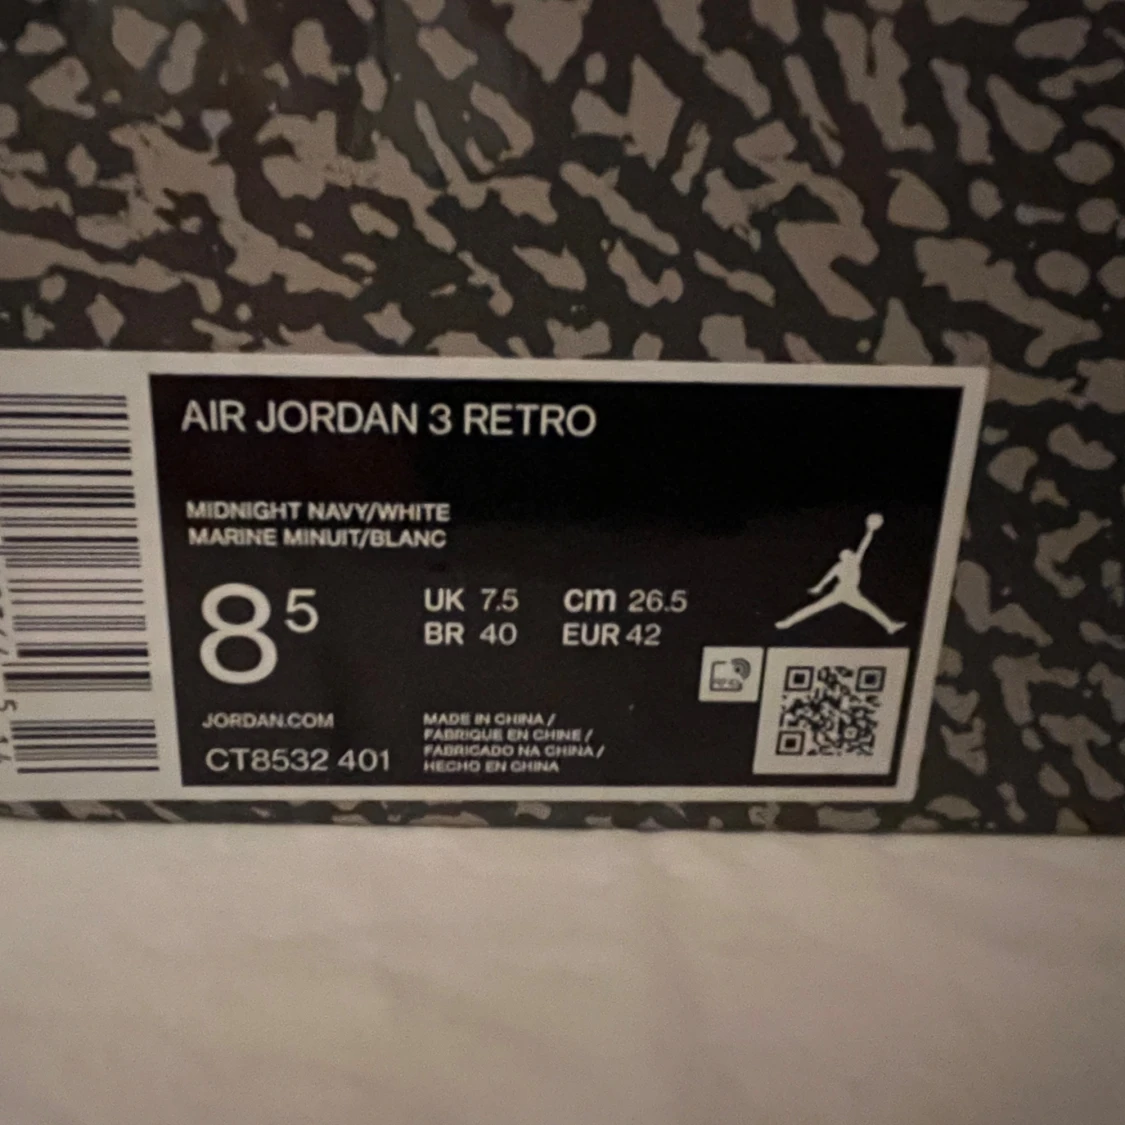 AIR JORDAN 3 RETRO
MIDNIGHT NAVY/WHITE
MARINE MINUIT/BLANC
8 5
UK 7.5 cm 26.5
BR 40 EUR 42
JORDAN.COM
CT8532 401
MADE IN CHINA /
FABRIQUE EN CHINE /
FABRICADO NA CHINA /
HECHO EN CHINA